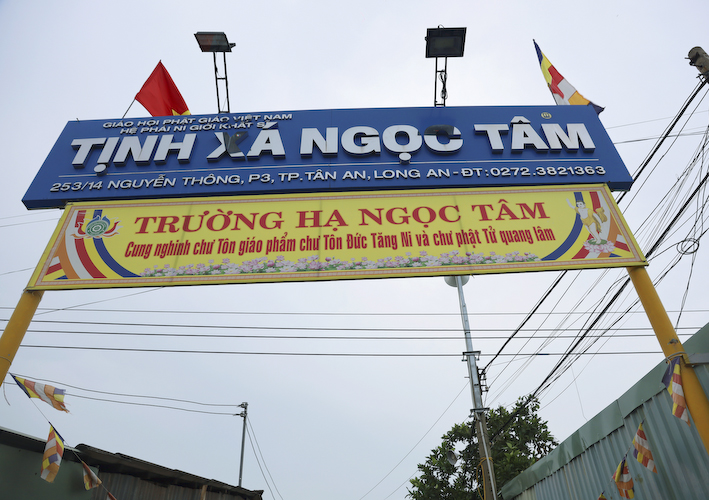 GIÁO HỘI PHẬT GIÁO VIỆT NAM
HỆ PHÁI NI GIỚI KHẤT SĨ
TỊNH XÁ NGỌC TÂM
253/14 NGUYỄN THÔNG, P3, TP.TÂN AN, LONG AN - ĐT: 0272.3821363
TRƯỜNG HẠ NGỌC TÂM
Cung nghinh chư Tôn giáo phẩm chư Tôn Đức Tăng Ni và chư phật Tử quang lâm